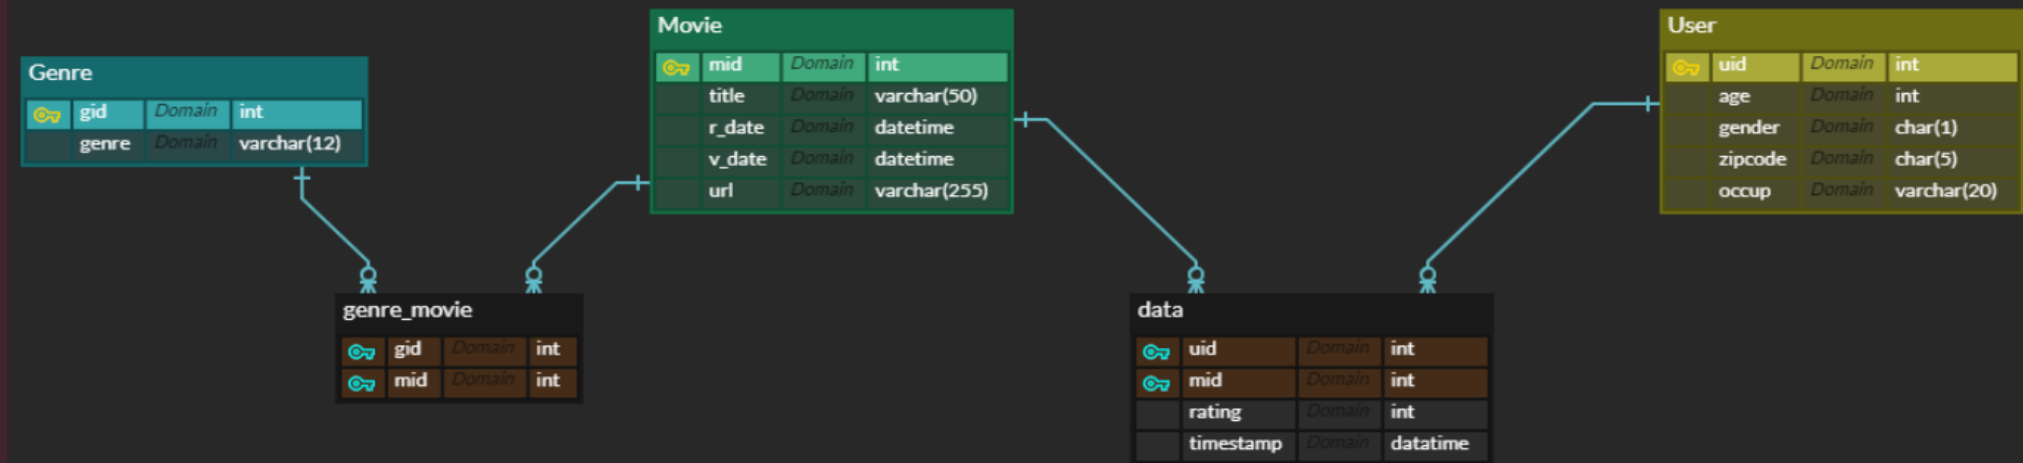 Genre
gid Domain int
genre Domain varchar(12)
Movie
mid Domain int
title Domain varchar(50)
r_date Domain datetime
v_date Domain datetime
url Domain varchar(255)
User
uid Domain int
age Domain int
gender Domain char(1)
zipcode Domain char(5)
occup Domain varchar(20)
genre_movie
gid Domain int
mid Domain int
data
uid Domain int
mid Domain int
rating Domain int
timestamp Domain datatime